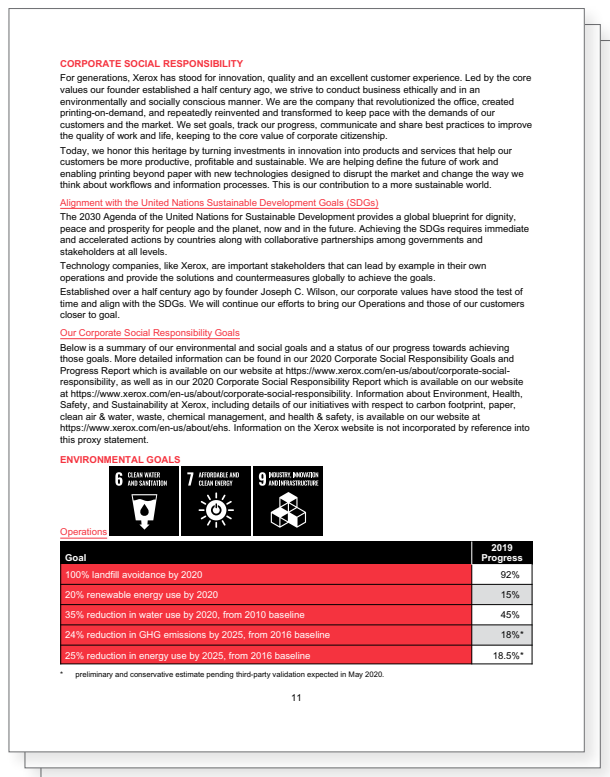 CORPORATE SOCIAL RESPONSIBILITY
For generations, Xerox has stood for innovation, quality and an excellent customer experience. Led by the core
values our founder established a half century ago, we strive to conduct business ethically and in an
environmentally and socially conscious manner. We are the company that revolutionized the office, created
printing-on-demand, and repeatedly reinvented and transformed to keep pace with the demands of our
customers and the market. We set goals, track our progress, communicate and share best practices to improve
the quality of work and life, keeping to the core value of corporate citizenship.
Today, we honor this heritage by turning investments in innovation into products and services that help our
customers be more productive, profitable and sustainable. We are helping define the future of work and
enabling printing beyond paper with new technologies designed to disrupt the market and change the way we
think about workflows and information processes. This is our contribution to a more sustainable world.
Alignment with the United Nations Sustainable Development Goals (SDGs)
The 2030 Agenda of the United Nations for Sustainable Development provides a global blueprint for dignity,
peace and prosperity for people and the planet, now and in the future. Achieving the SDGs requires immediate
and accelerated actions by countries along with collaborative partnerships among governments and
stakeholders at all levels.
Technology companies, like Xerox, are important stakeholders that can lead by example in their own
operations and provide the solutions and countermeasures globally to achieve the goals.
Established over a half century ago by founder Joseph C. Wilson, our corporate values have stood the test of
time and align with the SDGs. We will continue our efforts to bring our Operations and those of our customers
closer to goal.
Our Corporate Social Responsibility Goals
Below is a summary of our environmental and social goals and a status of our progress towards achieving
those goals. More detailed information can be found in our 2020 Corporate Social Responsibility Goals and
Progress Report which is available on our website at https://www.xerox.com/en-us/about/corporate-social-
responsibility, as well as in our 2020 Corporate Social Responsibility Report which is available on our website
at https://www.xerox.com/en-us/about/corporate-social-responsibility. Information about Environment, Health,
Safety, and Sustainability at Xerox, including details of our initiatives with respect to carbon footprint, paper,
clean air & water, waste, chemical management, and health & safety, is available on our website at
https://www.xerox.com/en-us/about/ehs. Information on the Xerox website is not incorporated by reference into
this proxy statement.
ENVIRONMENTAL GOALS
6 CLEAN WATER AND SANITATION
7 AFFORDABLE AND CLEAN ENERGY
9 INDUSTRY, INNOVATION AND INFRASTRUCTURE
Operations
Goal 2019 Progress
100% landfill avoidance by 2020 92%
20% renewable energy use by 2020 15%
35% reduction in water use by 2020, from 2010 baseline 45%
24% reduction in GHG emissions by 2025, from 2016 baseline 18%*
25% reduction in energy use by 2025, from 2016 baseline 18.5%*
* preliminary and conservative estimate pending third-party validation expected in May 2020.
11